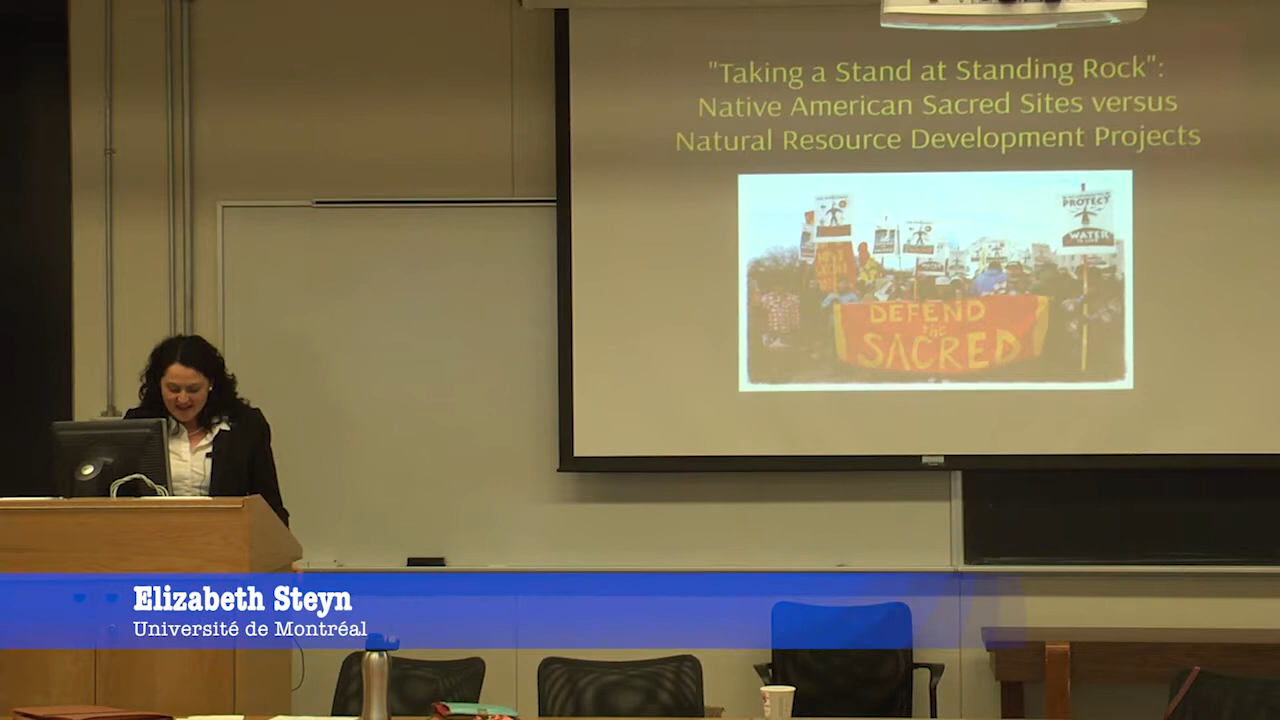 "Taking a Stand at Standing Rock":
Native American Sacred Sites versus
Natural Resource Development Projects
PROTECT
WATER
DEFEND
THE
SACRED
Elizabeth Steyn
Université de Montréal